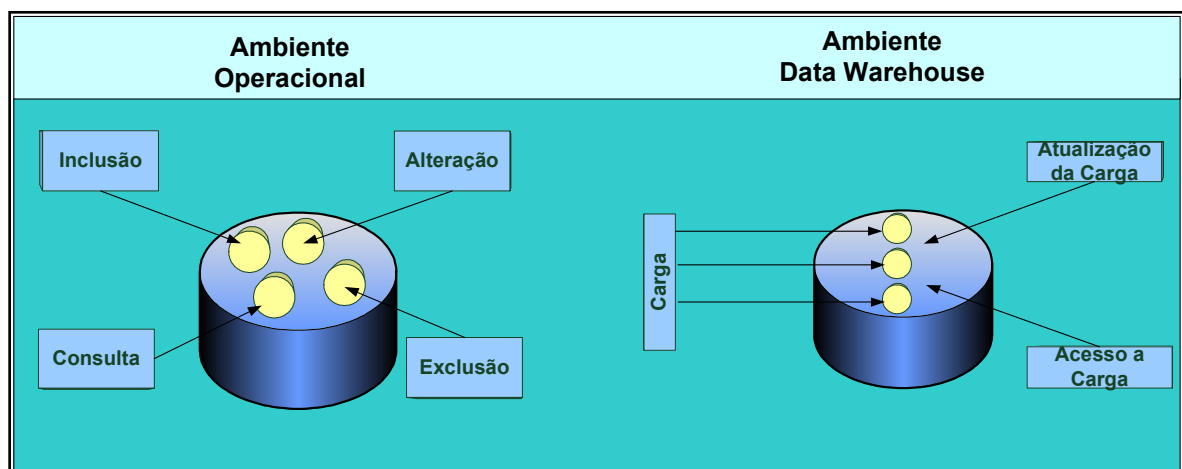 Ambiente
Operacional
Ambiente
Data Warehouse
Inclusão
Alteração
Consulta
Exclusão
Atualização
da Carga
Carga
Acesso a
Carga